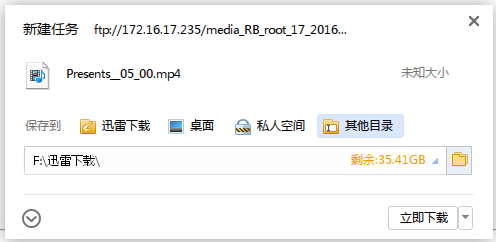 新建任务 ftp://172.16.17.235/media_RB_root_17_2016...
Presents__05_00.mp4 未知大小
保存到 迅雷下载 桌面 私人空间 其他目录
F:\迅雷下载\ 剩余:35.41GB
立即下载